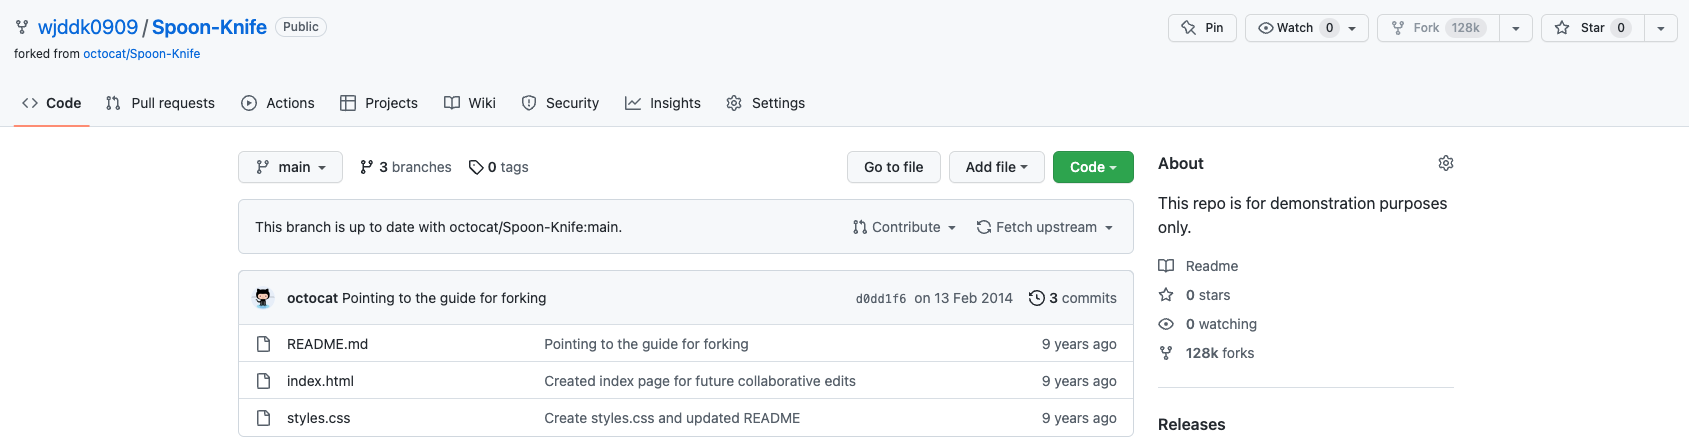 wjddk0909 / Spoon-Knife Public
Pin Watch 0 Fork 128k Star 0
forked from octocat/Spoon-Knife
Code Pull requests Actions Projects Wiki Security Insights Settings
main 3 branches 0 tags Go to file Add file Code
This branch is up to date with octocat/Spoon-Knife:main. Contribute Fetch upstream
octocat Pointing to the guide for forking d0dd1f6 on 13 Feb 2014 3 commits
README.md Pointing to the guide for forking 9 years ago
index.html Created index page for future collaborative edits 9 years ago
styles.css Create styles.css and updated README 9 years ago
About
This repo is for demonstration purposes
only.
Readme
0 stars
0 watching
128k forks
Releases